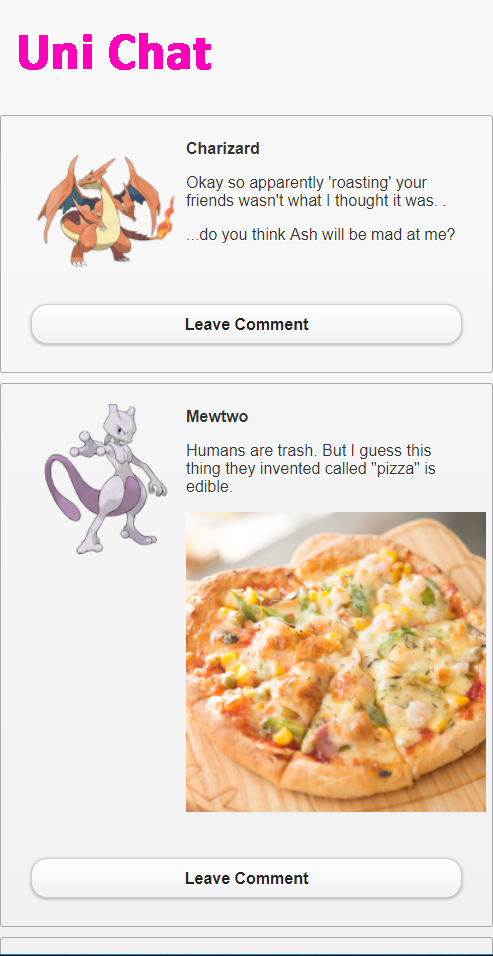 Uni Chat
Charizard
Okay so apparently 'roasting' your
friends wasn't what I thought it was. .
...do you think Ash will be mad at me?
Leave Comment
Mewtwo
Humans are trash. But I guess this
thing they invented called "pizza" is
edible.
Leave Comment